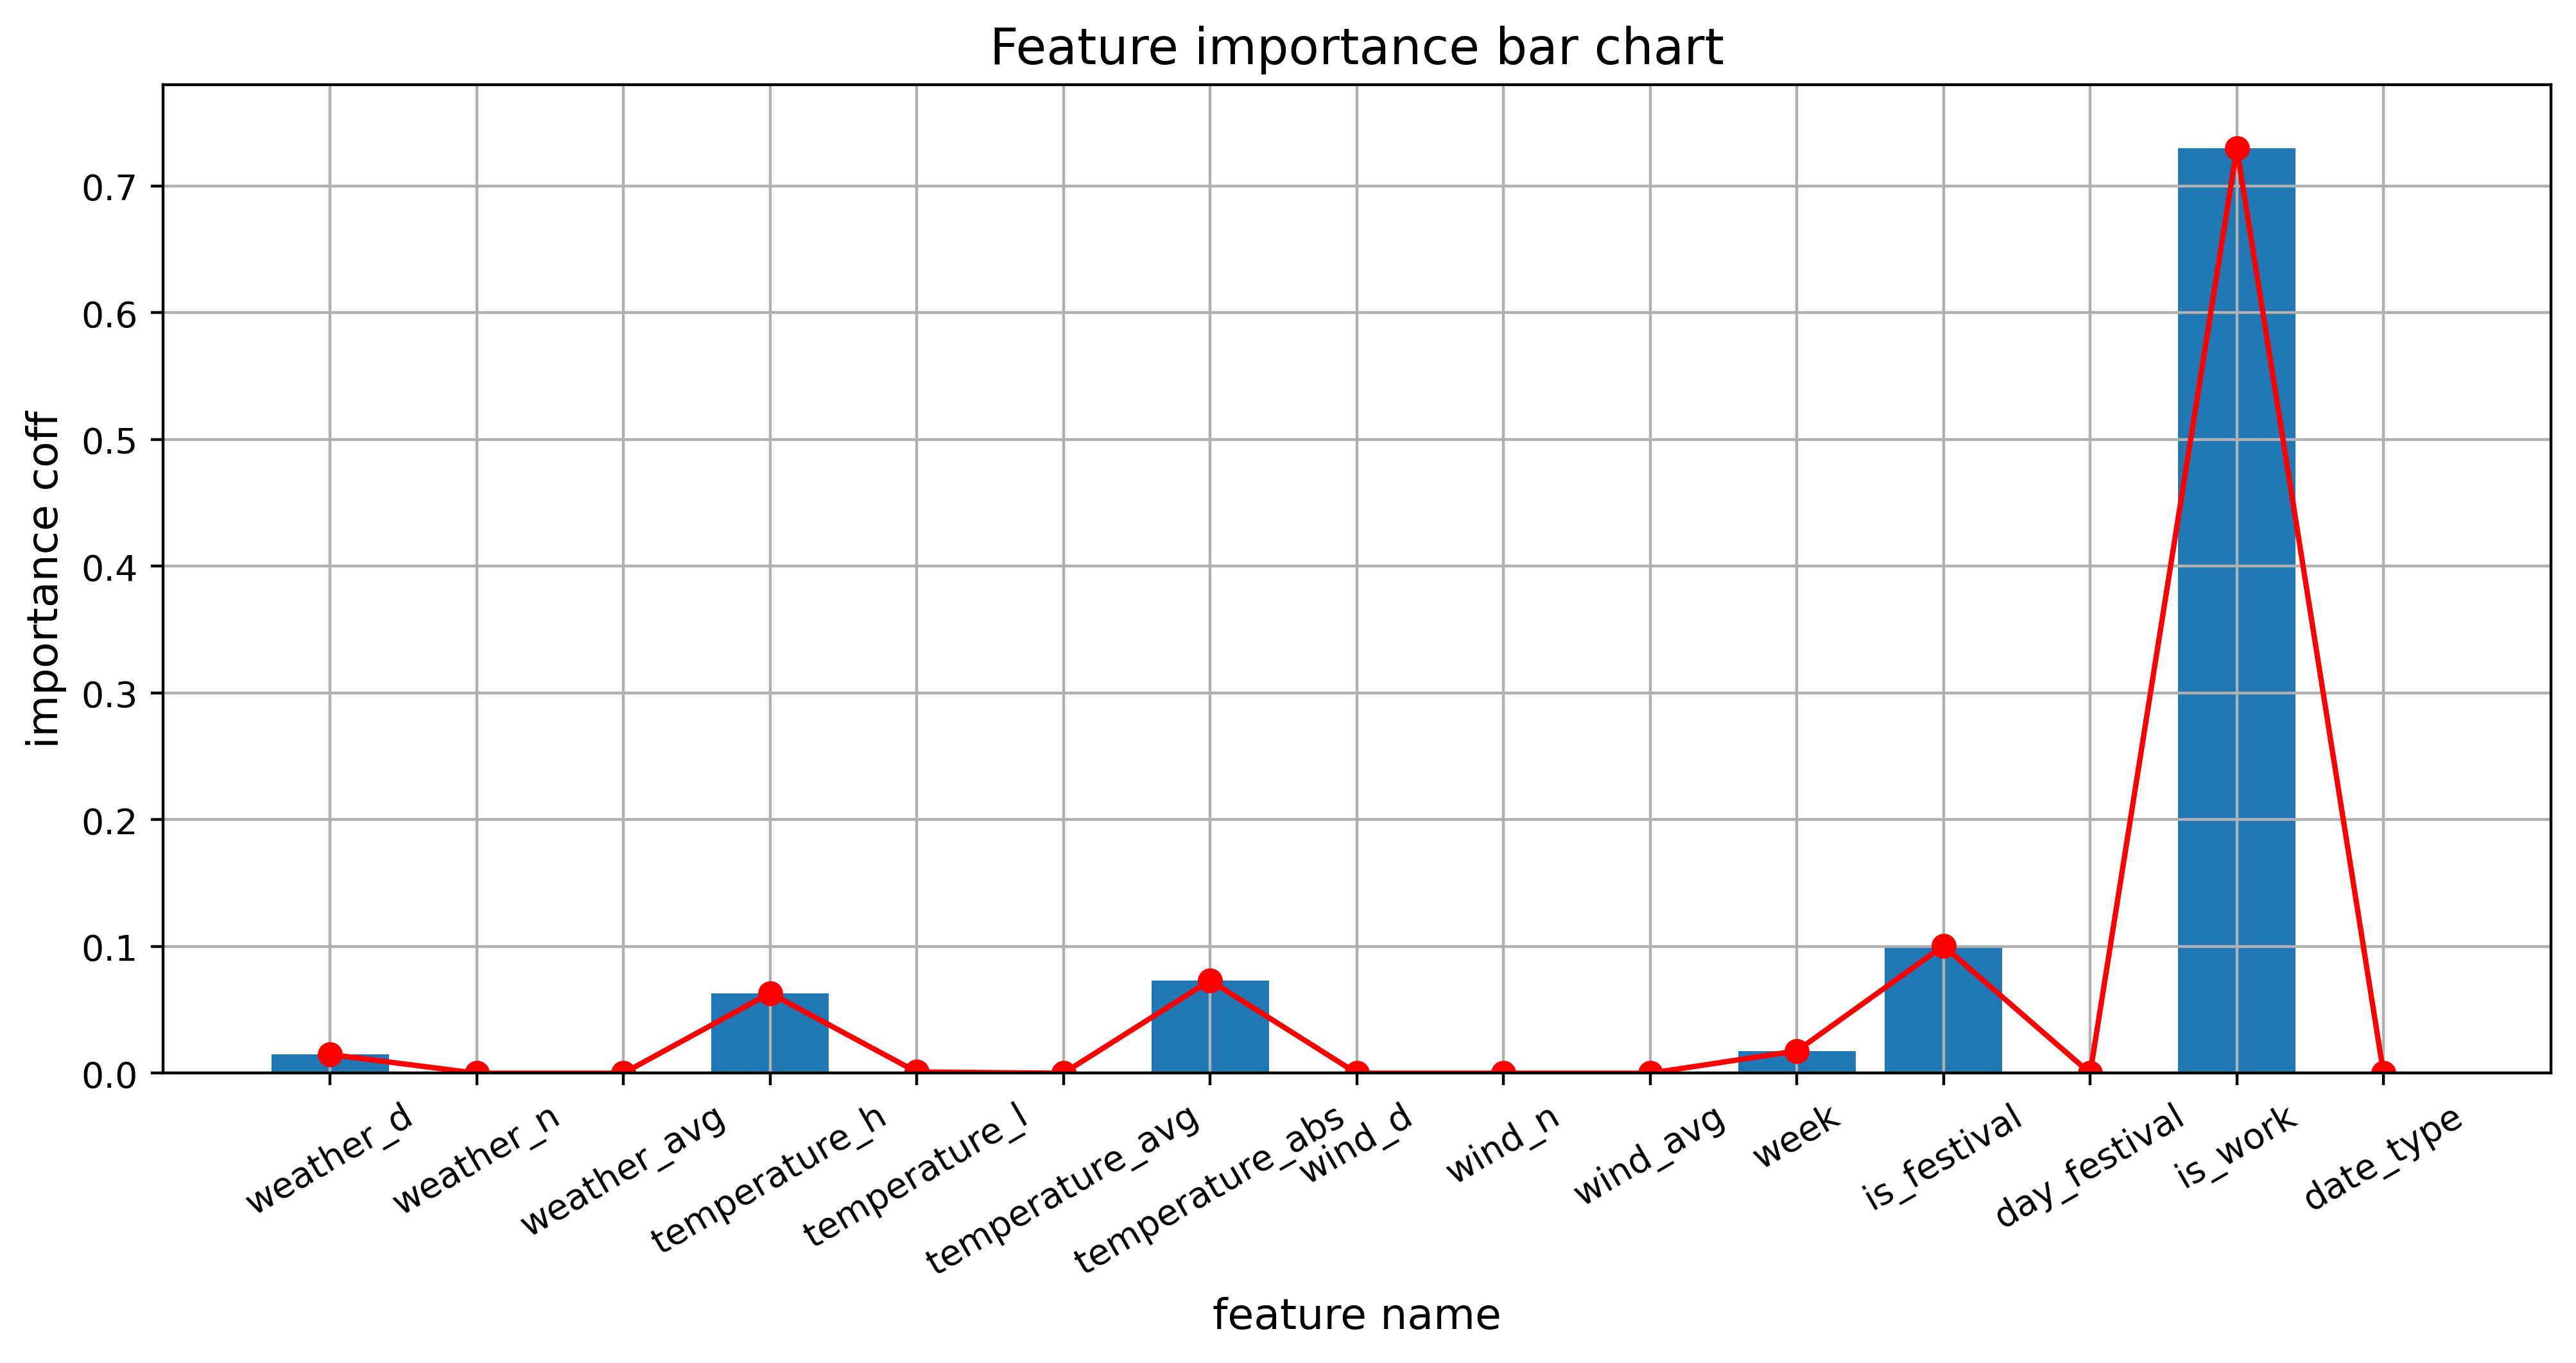 Feature importance bar chart
importance coff
0.7
0.6
0.5
0.4
0.3
0.2
0.1
0.0
weather_d
weather_n
weather_avg
temperature_h
temperature_l
temperature_avg
temperature_abs
wind_d
wind_n
wind_avg
week
is_festival
day_festival
is_work
date_type
feature name